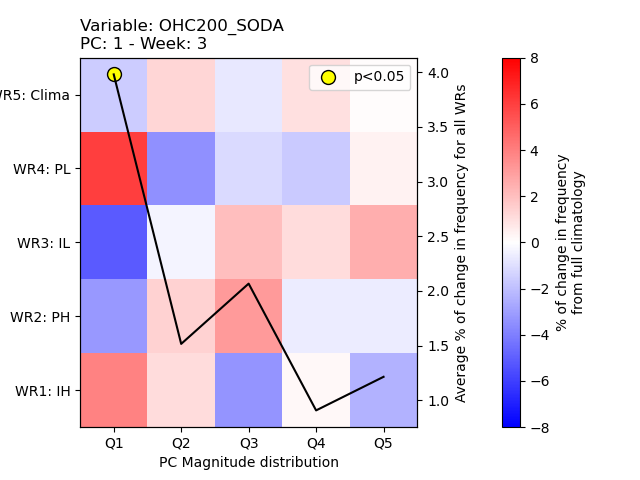 Variable: OHC200_SODA
PC: 1 - Week: 3
p<0.05
WR5: Clima
WR4: PL
WR3: IL
WR2: PH
WR1: IH
Q1 Q2 Q3 Q4 Q5
PC Magnitude distribution
4.0
3.5
3.0
2.5
2.0
1.5
1.0
Average % of change in frequency for all WRs
8
6
4
2
0
−2
−4
−6
−8
% of change in frequency
from full climatology